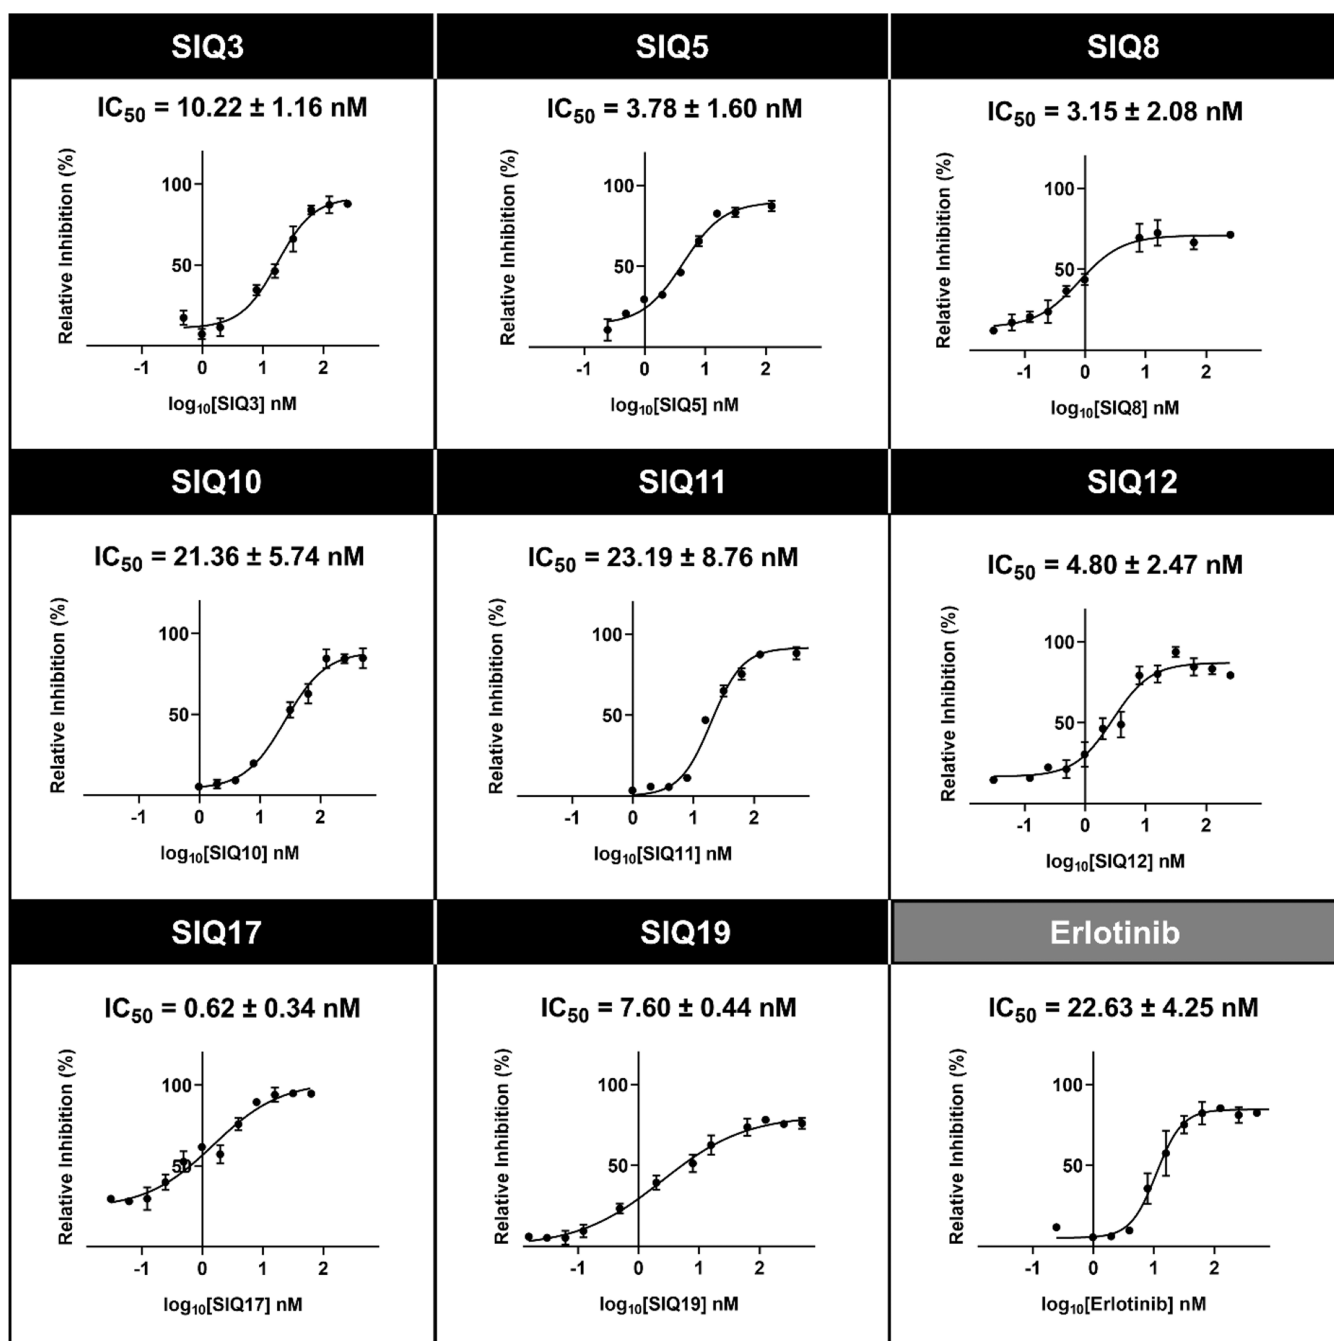 SIQ3
IC50 = 10.22 ± 1.16 nM
Relative Inhibition (%)
100
50
-1 0 1 2
log10[SIQ3] nM
SIQ5
IC50 = 3.78 ± 1.60 nM
Relative Inhibition (%)
100
50
-1 0 1 2
log10[SIQ5] nM
SIQ8
IC50 = 3.15 ± 2.08 nM
Relative Inhibition (%)
100
50
-1 0 1 2
log10[SIQ8] nM
SIQ10
IC50 = 21.36 ± 5.74 nM
Relative Inhibition (%)
100
50
-1 0 1 2
log10[SIQ10] nM
SIQ11
IC50 = 23.19 ± 8.76 nM
Relative Inhibition (%)
100
50
-1 0 1 2
log10[SIQ11] nM
SIQ12
IC50 = 4.80 ± 2.47 nM
Relative Inhibition (%)
100
50
-1 0 1 2
log10[SIQ12] nM
SIQ17
IC50 = 0.62 ± 0.34 nM
Relative Inhibition (%)
100
50
-1 0 1 2
log10[SIQ17] nM
SIQ19
IC50 = 7.60 ± 0.44 nM
Relative Inhibition (%)
100
50
-1 0 1 2
log10[SIQ19] nM
Erlotinib
IC50 = 22.63 ± 4.25 nM
Relative Inhibition (%)
100
50
-1 0 1 2
log10[Erlotinib] nM